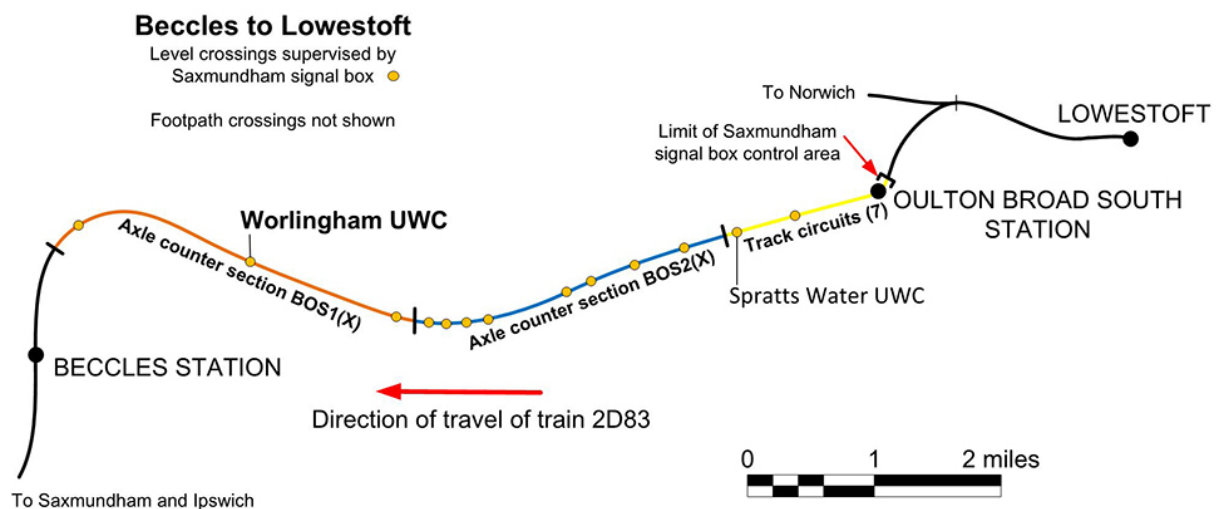 Beccles to Lowestoft
Level crossings supervised by
Saxmundham signal box
Footpath crossings not shown
To Norwich
LOWESTOFT
Limit of Saxmundham
signal box control area
OULTON BROAD SOUTH
STATION
Worlingham UWC
Track circuits (7)
Axle counter section BOS1(X)
Axle counter section BOS2(X)
Spratts Water UWC
BECCLES STATION
Direction of travel of train 2D83
0 1 2 miles
To Saxmundham and Ipswich